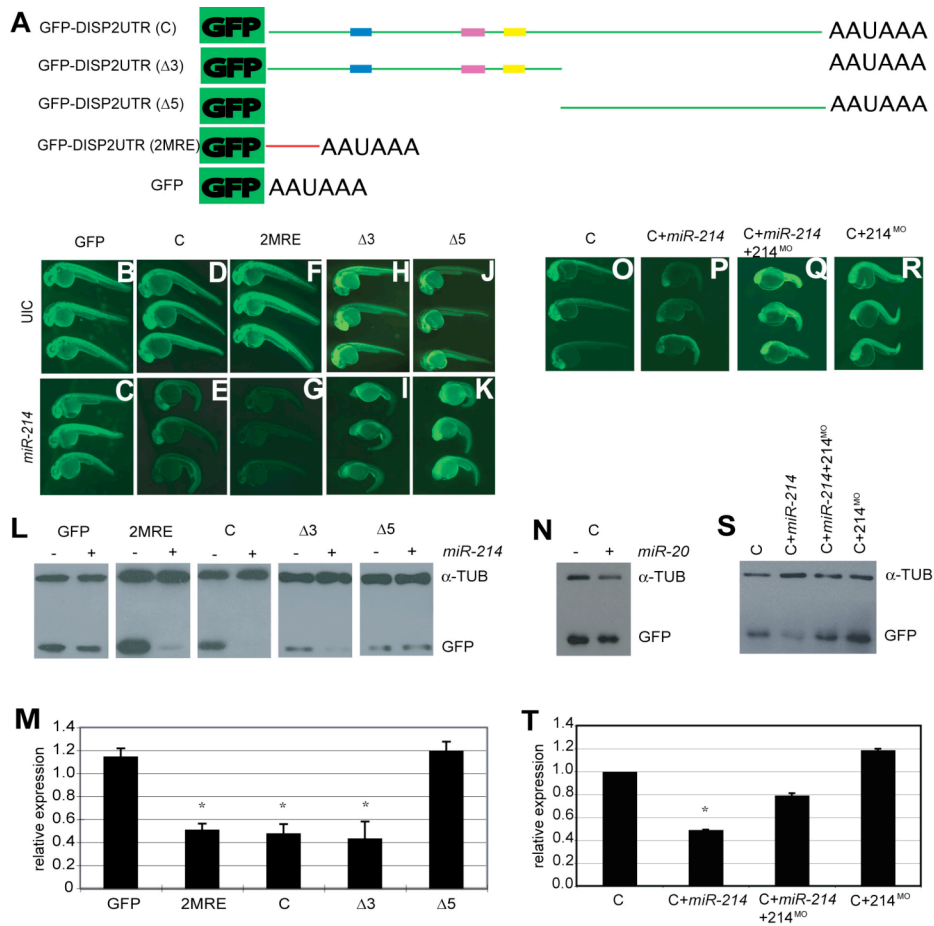 A
GFP-DISP2UTR (C) GFP AAUAAA
GFP-DISP2UTR (Δ3) GFP AAUAAA
GFP-DISP2UTR (Δ5) GFP AAUAAA
GFP-DISP2UTR (2MRE) GFP AAUAAA
GFP GFP AAUAAA
GFP C 2MRE Δ3 Δ5
UIC B D F H J
miR-214 C E G I K
C C+miR-214 C+miR-214 +214MO C+214MO
O P Q R
L
GFP 2MRE C Δ3 Δ5
- + - + - + - + - + miR-214
α-TUB
GFP
N
C
- + miR-20
α-TUB
GFP
S
C C+miR-214 C+miR-214+214MO C+214MO
α-TUB
GFP
M
relative expression
1.4
1.2
1.0
0.8
0.6
0.4
0.2
0
* * *
GFP 2MRE C Δ3 Δ5
T
relative expression
1.4
1.2
1.0
0.8
0.6
0.4
0.2
0.0
*
C C+miR-214 C+miR-214 +214MO C+214MO